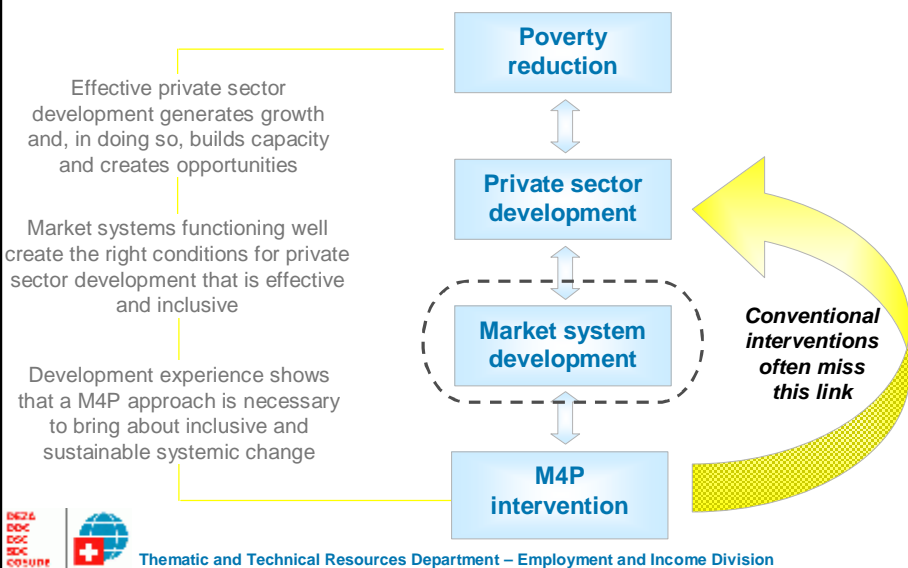 Poverty
reduction
Effective private sector
development generates growth
and, in doing so, builds capacity
and creates opportunities
Private sector
development
Market systems functioning well
create the right conditions for private
sector development that is effective
and inclusive
Market system
development
Conventional
interventions
often miss
this link
Development experience shows
that a M4P approach is necessary
to bring about inclusive and
sustainable systemic change
M4P
intervention
DEZA
DDC
DSC
SDC
COSUDE
Thematic and Technical Resources Department – Employment and Income Division